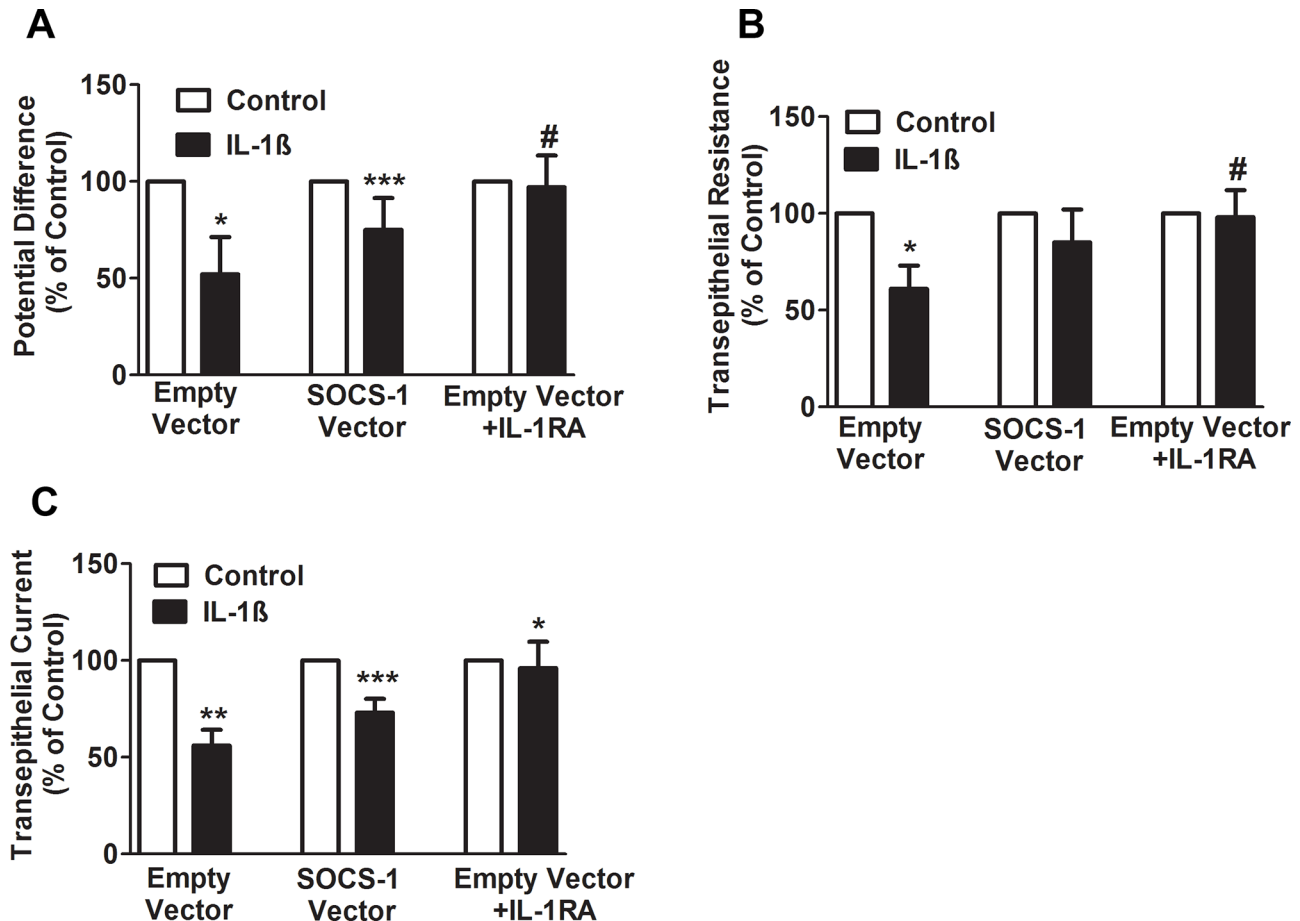 A
Potential Difference
(% of Control)
150
100
50
0
Control
IL-1ß
*
***
#
Empty
Vector
SOCS-1
Vector
Empty Vector
+IL-1RA
B
Transepithelial Resistance
(% of Control)
150
100
50
0
Control
IL-1ß
*
#
Empty
Vector
SOCS-1
Vector
Empty Vector
+IL-1RA
C
Transepithelial Current
(% of Control)
150
100
50
0
Control
IL-1ß
**
***
*
Empty
Vector
SOCS-1
Vector
Empty Vector
+IL-1RA